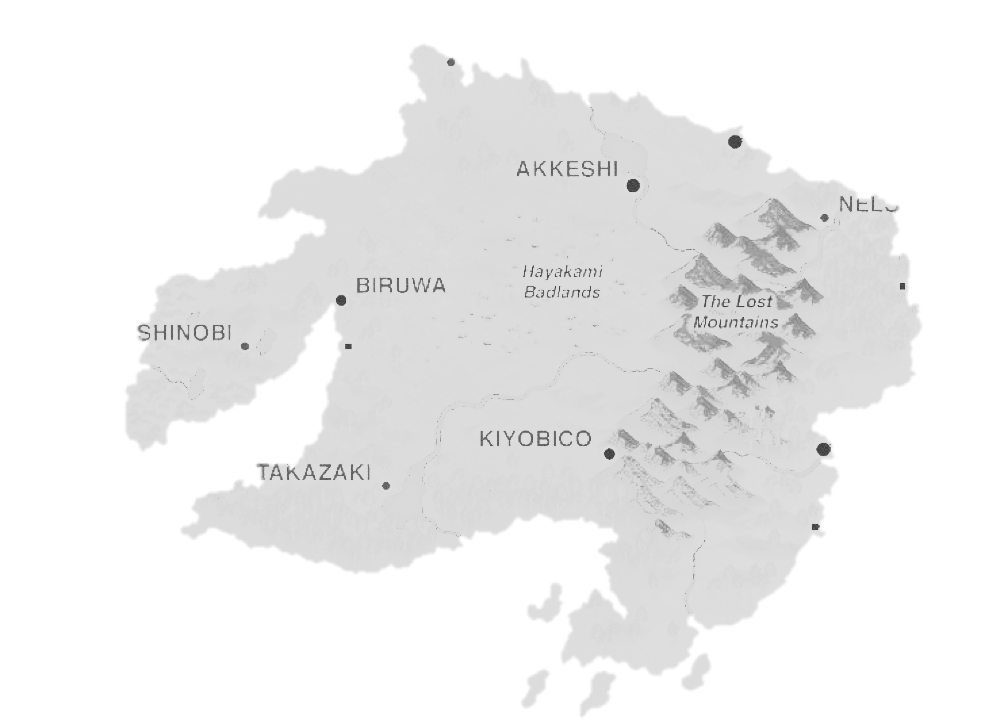 AKKESHI
BIRUWA
Hayakami
Badlands
The Lost
Mountains
SHINOBI
KIYOBICO
TAKAZAKI